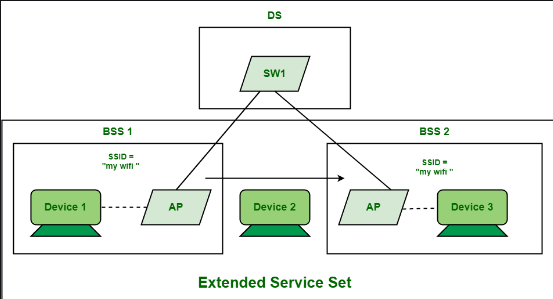 DS
SW1
BSS 1
BSS 2
SSID =
"my wifi "
SSID =
"my wifi "
Device 1
AP
Device 2
AP
Device 3
Extended Service Set